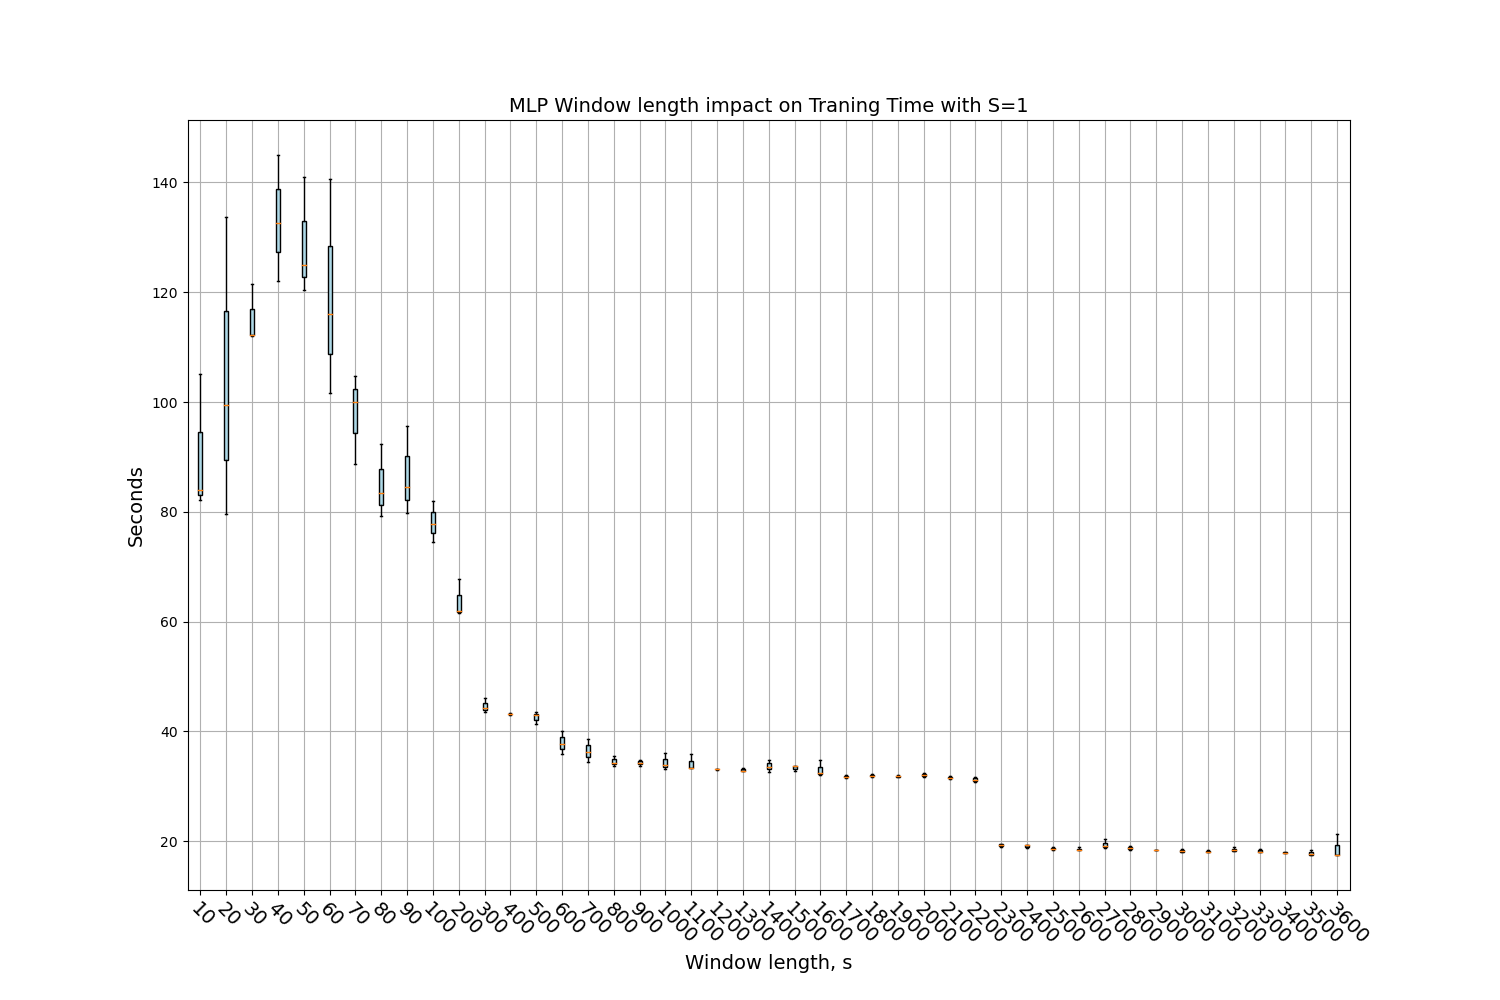 MLP Window length impact on Traning Time with S=1
140
120
100
80
60
40
20
Seconds
10 20 30 40 50 60 70 80 90 100 200 300 400 500 600 700 800 900 1000 1100 1200 1300 1400 1500 1600 1700 1800 1900 2000 2100 2200 2300 2400 2500 2600 2700 2800 2900 3000 3100 3200 3300 3400 3500 3600
Window length, s